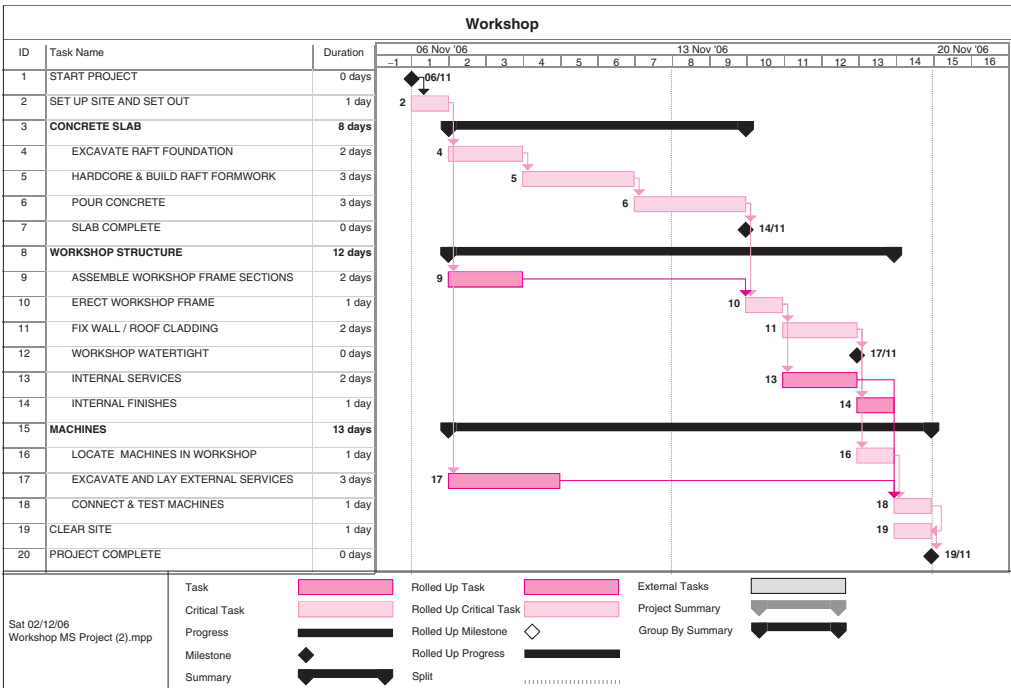 Workshop
ID Task Name Duration 06 Nov '06 13 Nov '06 20 Nov '06
–1 1 2 3 4 5 6 7 8 9 10 11 12 13 14 15 16
1 START PROJECT 0 days 06/11
2 SET UP SITE AND SET OUT 1 day 2
3 CONCRETE SLAB 8 days
4 EXCAVATE RAFT FOUNDATION 2 days 4
5 HARDCORE & BUILD RAFT FORMWORK 3 days 5
6 POUR CONCRETE 3 days 6
7 SLAB COMPLETE 0 days 14/11
8 WORKSHOP STRUCTURE 12 days
9 ASSEMBLE WORKSHOP FRAME SECTIONS 2 days 9
10 ERECT WORKSHOP FRAME 1 day 10
11 FIX WALL / ROOF CLADDING 2 days 11
12 WORKSHOP WATERTIGHT 0 days 17/11
13 INTERNAL SERVICES 2 days 13
14 INTERNAL FINISHES 1 day 14
15 MACHINES 13 days
16 LOCATE MACHINES IN WORKSHOP 1 day 16
17 EXCAVATE AND LAY EXTERNAL SERVICES 3 days 17
18 CONNECT & TEST MACHINES 1 day 18
19 CLEAR SITE 1 day 19
20 PROJECT COMPLETE 0 days 19/11
Sat 02/12/06
Workshop MS Project (2).mpp
Task Rolled Up Task External Tasks
Critical Task Rolled Up Critical Task Project Summary
Progress Rolled Up Milestone Group By Summary
Milestone Rolled Up Progress
Summary Split